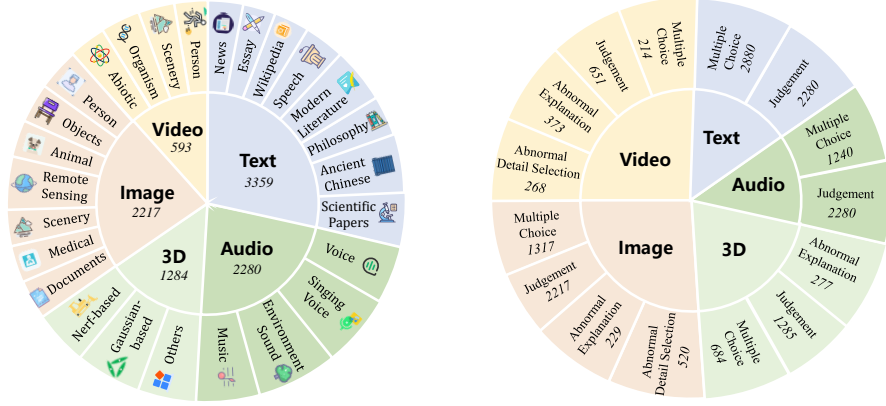 Video
593
Text
3359
Audio
2280
3D
1284
Image
2217
News
Essay
Wikipedia
Speech
Modern
Literature
Philosophy
Ancient
Chinese
Scientific
Papers
Voice
Singing
Voice
Environment
Sound
Music
Others
Gaussian-
based
Nerf-based
Documents
Medical
Scenery
Remote
Sensing
Animal
Objects
Person
Abiotic
Organism
Scenery
Person
Text
Multiple
Choice
2880
Judgement
2280
Audio
Multiple
Choice
1240
Judgement
2280
3D
Abnormal
Explanation
277
Judgement
1285
Multiple
Choice
684
Image
Abnormal
Detail Selection
520
Abnormal
Explanation
229
Judgement
2217
Multiple
Choice
1317
Video
Abnormal
Detail Selection
268
Abnormal
Explanation
373
Judgement
651
Multiple
Choice
214